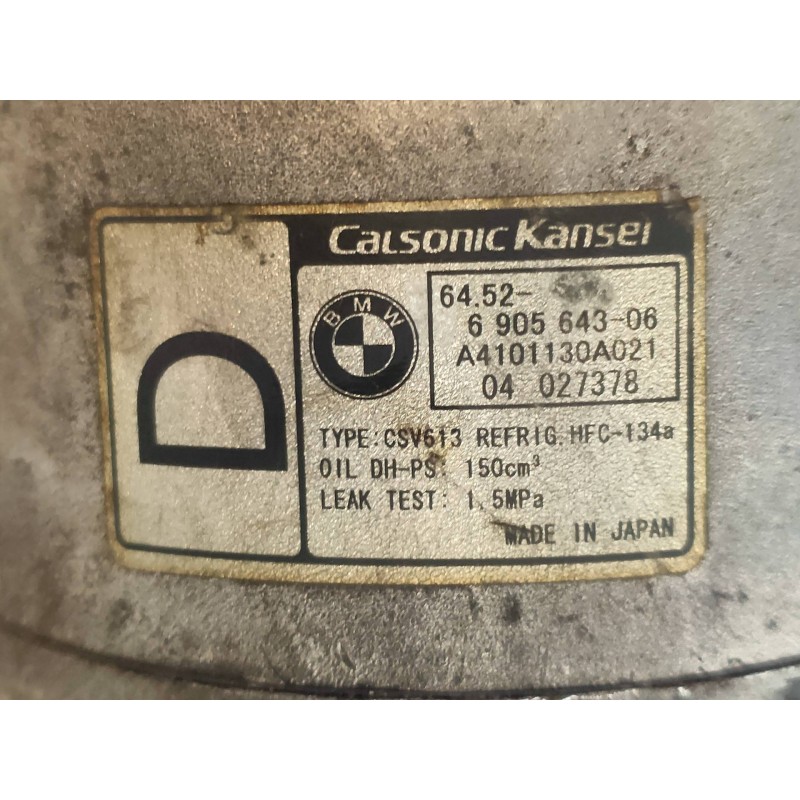 CALSONIC KANSEI
BMW
64.52-
6 905 643-06
A4101130A021
04 027378
D
TYPE:CSV613 REFRIG.HFC-134a
OIL DH-PS: 150cm³
LEAK TEST: 1.5MPa
MADE IN JAPAN